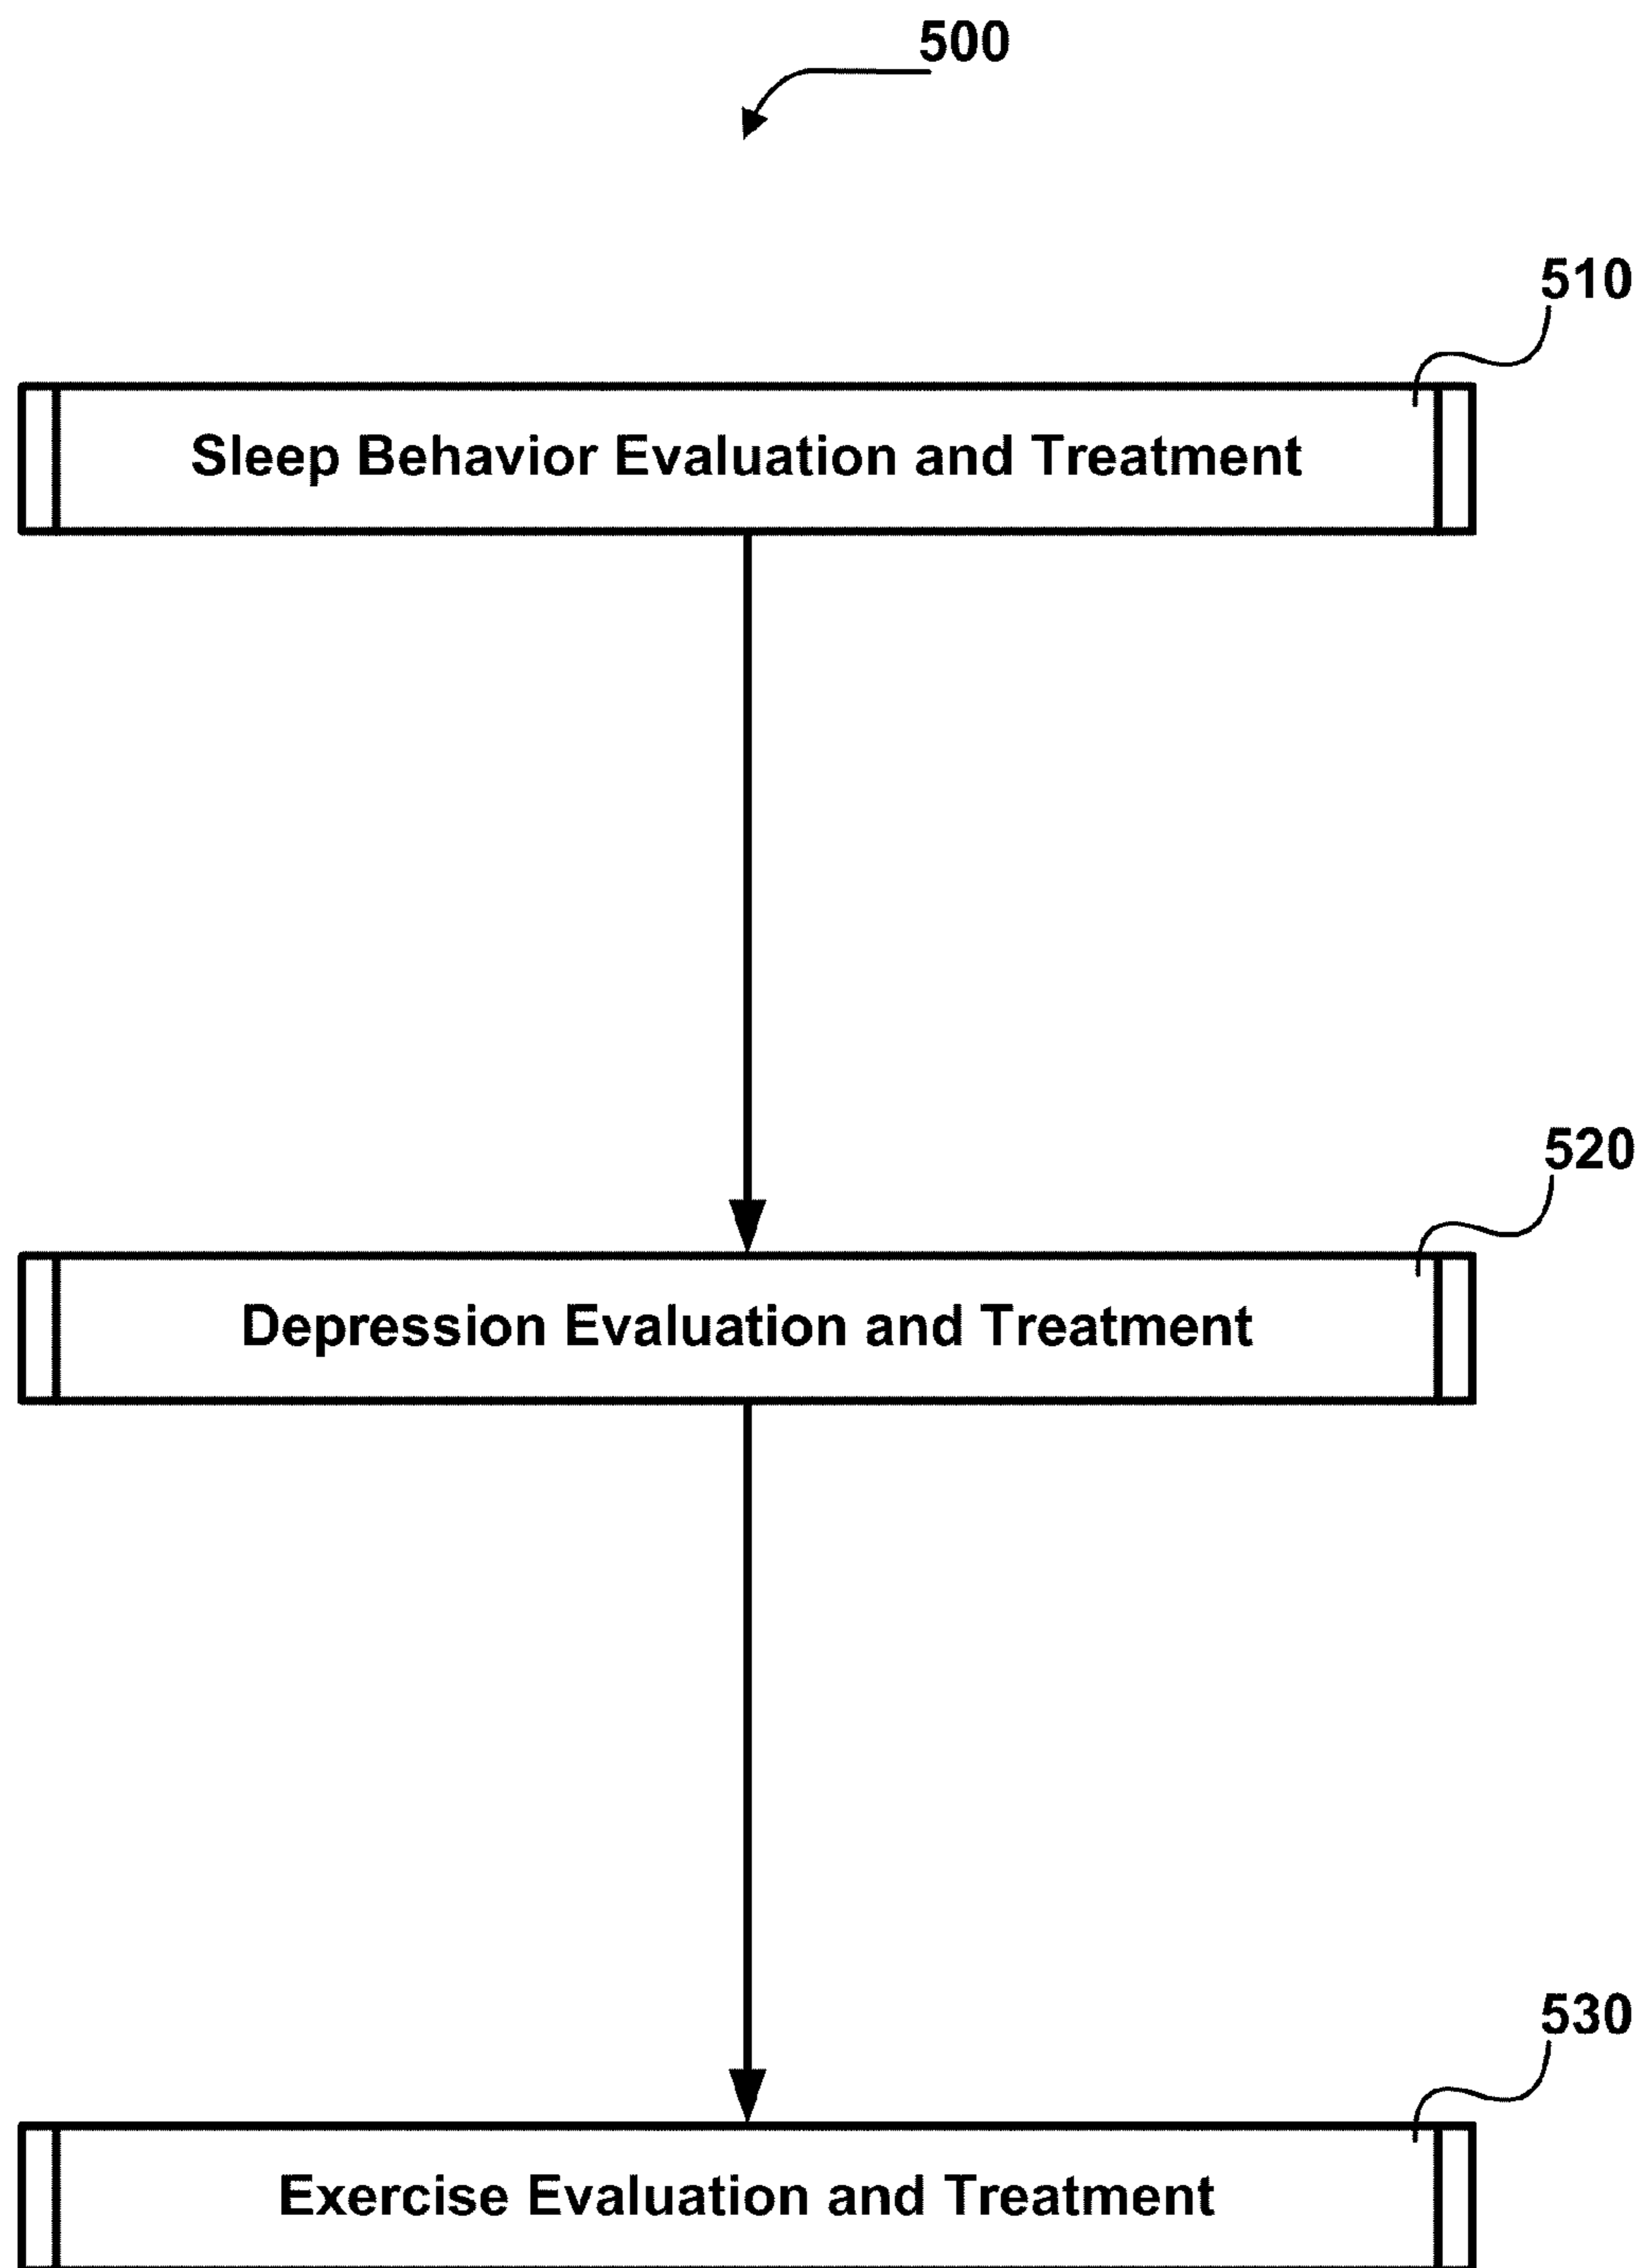 500
510
Sleep Behavior Evaluation and Treatment
520
Depression Evaluation and Treatment
530
Exercise Evaluation and Treatment